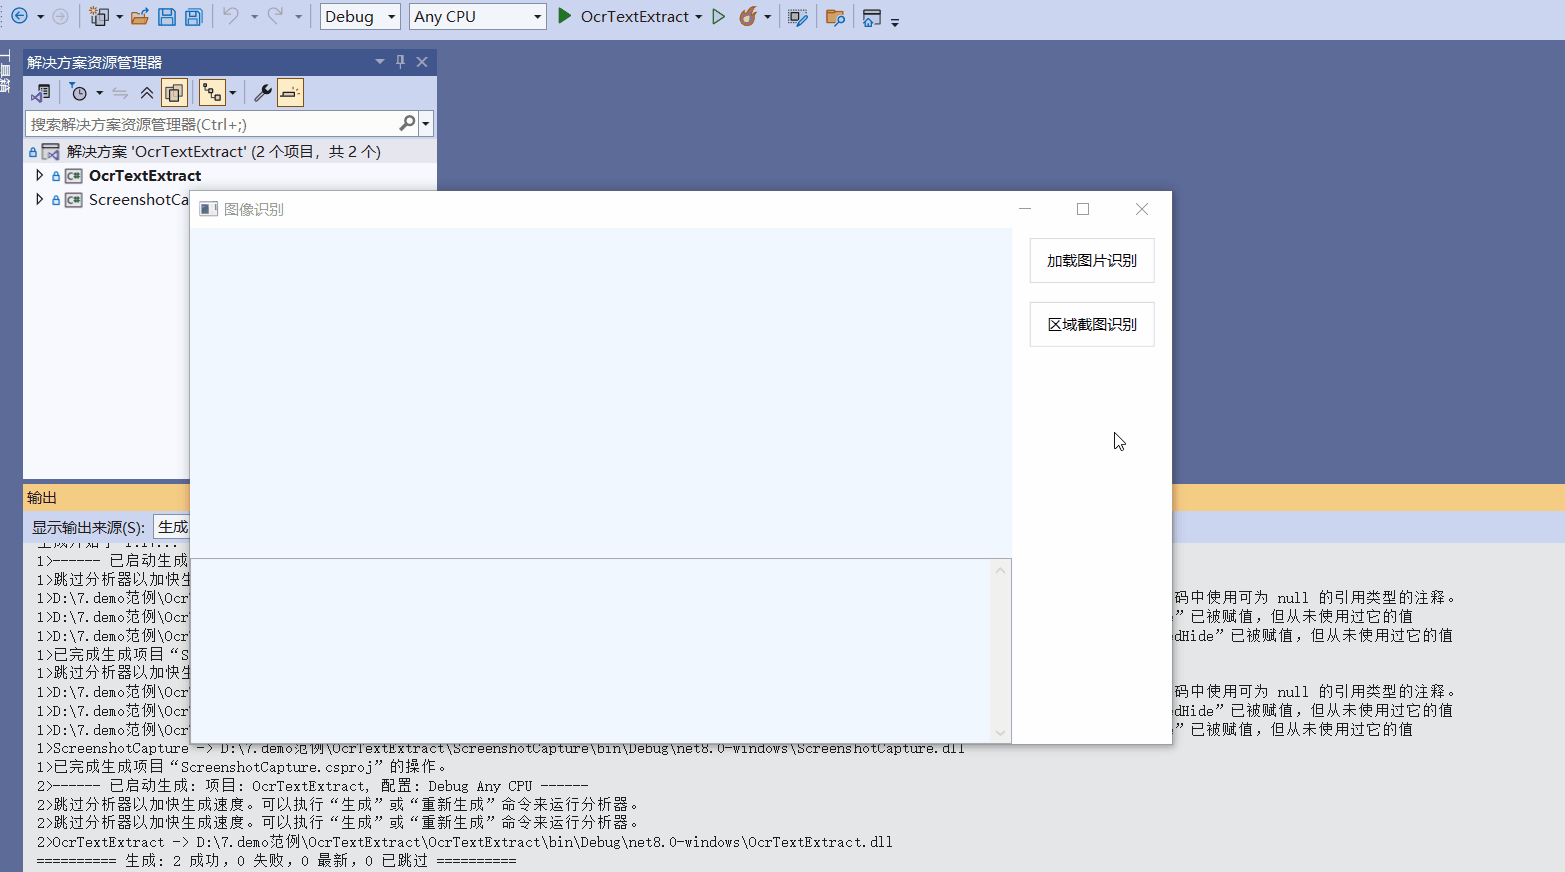 Debug
Any CPU
OcrTextExtract
工具箱
解决方案资源管理器
搜索解决方案资源管理器(Ctrl+;)
解决方案 'OcrTextExtract' (2 个项目，共 2 个)
OcrTextExtract
ScreenshotCa
图像识别
加载图片识别
区域截图识别
输出
显示输出来源(S):
生成
1>------ 已启动生成
1>跳过分析器以加快生
1>D:\7.demo范例\Ocr
码中使用可为 null 的引用类型的注释。
1>D:\7.demo范例\Ocr
”已被赋值，但从未使用过它的值
1>D:\7.demo范例\Ocr
dHide”已被赋值，但从未使用过它的值
1>已完成生成项目“S
1>跳过分析器以加快生
1>D:\7.demo范例\Ocr
码中使用可为 null 的引用类型的注释。
1>D:\7.demo范例\Ocr
edHide”已被赋值，但从未使用过它的值
1>D:\7.demo范例\Ocr
”已被赋值，但从未使用过它的值
1>ScreenshotCapture -> D:\7.demo范例\OcrTextExtract\ScreenshotCapture\bin\Debug\net8.0-windows\ScreenshotCapture.dll
1>已完成生成项目“ScreenshotCapture.csproj”的操作。
2>------ 已启动生成: 项目: OcrTextExtract, 配置: Debug Any CPU ------
2>跳过分析器以加快生成速度。可以执行“生成”或“重新生成”命令来运行分析器。
2>跳过分析器以加快生成速度。可以执行“生成”或“重新生成”命令来运行分析器。
2>OcrTextExtract -> D:\7.demo范例\OcrTextExtract\OcrTextExtract\bin\Debug\net8.0-windows\OcrTextExtract.dll
========== 生成: 2 成功，0 失败，0 最新，0 已跳过 ==========